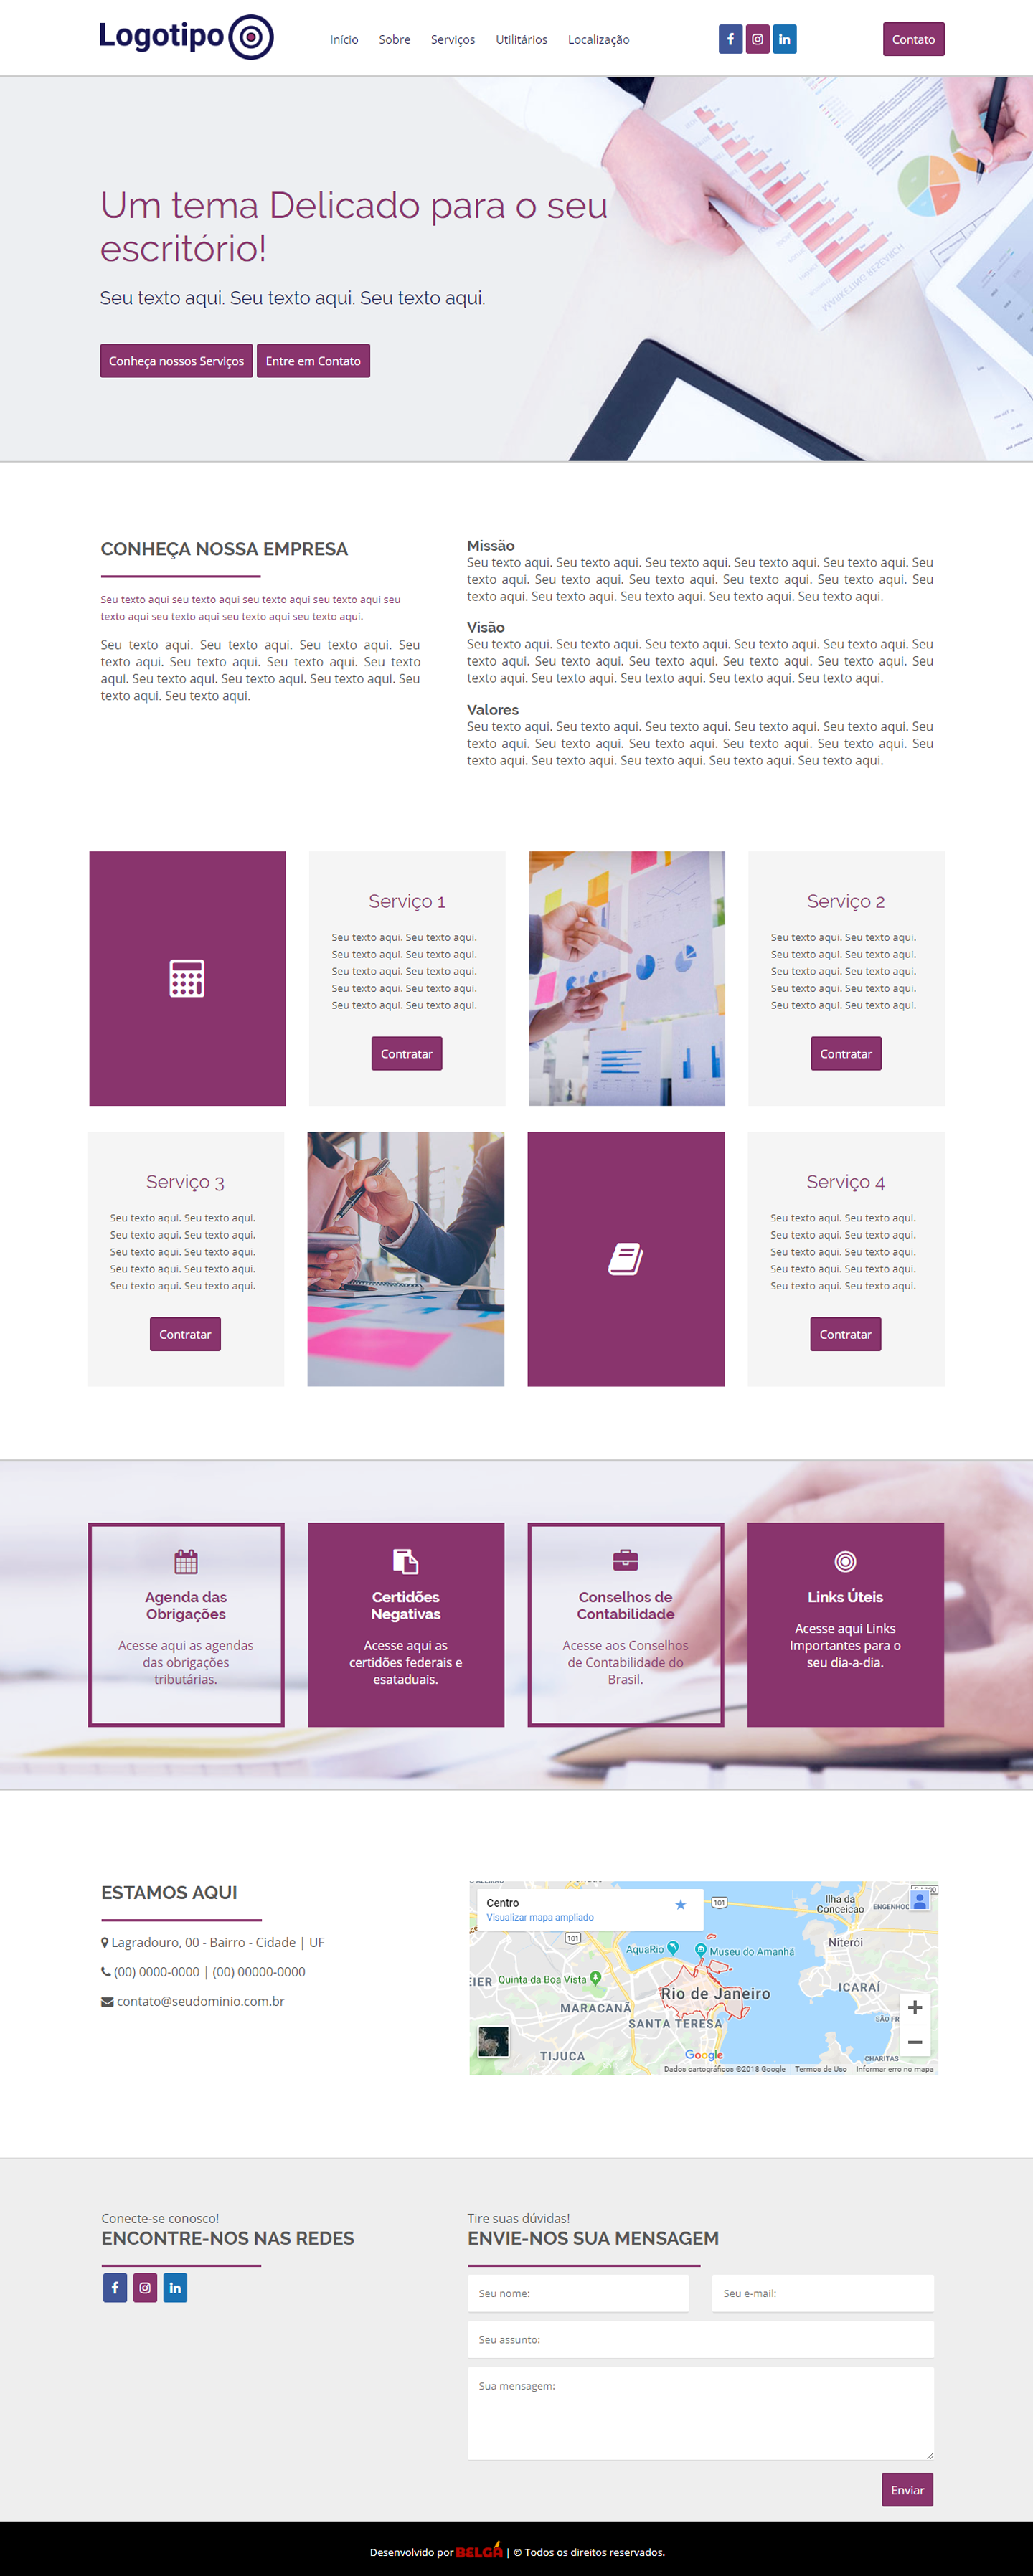 Logotipo
Início Sobre Serviços Utilitários Localização
Contato
Um tema Delicado para o seu
escritório!
Seu texto aqui. Seu texto aqui. Seu texto aqui.
Conheça nossos Serviços Entre em Contato
CONHEÇA NOSSA EMPRESA
Seu texto aqui seu texto aqui seu texto aqui seu texto aqui seu
texto aqui seu texto aqui seu texto aqui seu texto aqui.
Seu texto aqui. Seu texto aqui. Seu texto aqui. Seu
texto aqui. Seu texto aqui. Seu texto aqui. Seu texto
aqui. Seu texto aqui. Seu texto aqui. Seu texto aqui. Seu
texto aqui. Seu texto aqui.
Missão
Seu texto aqui. Seu texto aqui. Seu texto aqui. Seu texto aqui. Seu texto aqui. Seu
texto aqui. Seu texto aqui. Seu texto aqui. Seu texto aqui. Seu texto aqui. Seu
texto aqui. Seu texto aqui. Seu texto aqui. Seu texto aqui. Seu texto aqui.
Visão
Seu texto aqui. Seu texto aqui. Seu texto aqui. Seu texto aqui. Seu texto aqui. Seu
texto aqui. Seu texto aqui. Seu texto aqui. Seu texto aqui. Seu texto aqui. Seu
texto aqui. Seu texto aqui. Seu texto aqui. Seu texto aqui. Seu texto aqui.
Valores
Seu texto aqui. Seu texto aqui. Seu texto aqui. Seu texto aqui. Seu texto aqui. Seu
texto aqui. Seu texto aqui. Seu texto aqui. Seu texto aqui. Seu texto aqui. Seu
texto aqui. Seu texto aqui. Seu texto aqui. Seu texto aqui. Seu texto aqui.
Serviço 1
Seu texto aqui. Seu texto aqui.
Seu texto aqui. Seu texto aqui.
Seu texto aqui. Seu texto aqui.
Seu texto aqui. Seu texto aqui.
Seu texto aqui. Seu texto aqui.
Contratar
Serviço 2
Seu texto aqui. Seu texto aqui.
Seu texto aqui. Seu texto aqui.
Seu texto aqui. Seu texto aqui.
Seu texto aqui. Seu texto aqui.
Seu texto aqui. Seu texto aqui.
Contratar
Serviço 3
Seu texto aqui. Seu texto aqui.
Seu texto aqui. Seu texto aqui.
Seu texto aqui. Seu texto aqui.
Seu texto aqui. Seu texto aqui.
Seu texto aqui. Seu texto aqui.
Contratar
Serviço 4
Seu texto aqui. Seu texto aqui.
Seu texto aqui. Seu texto aqui.
Seu texto aqui. Seu texto aqui.
Seu texto aqui. Seu texto aqui.
Seu texto aqui. Seu texto aqui.
Contratar
Agenda das
Obrigações
Acesse aqui as agendas
das obrigações
tributárias.
Certidões
Negativas
Acesse aqui as
certidões federais e
esataduais.
Conselhos de
Contabilidade
Acesse aos Conselhos
de Contabilidade do
Brasil.
Links Úteis
Acesse aqui Links
Importantes para o
seu dia-a-dia.
ESTAMOS AQUI
Lagradouro, 00 - Bairro - Cidade | UF
(00) 0000-0000 | (00) 00000-0000
contato@seudominio.com.br
Centro
Visualizar mapa ampliado
101
101
Ilha da
Conceicao
ENGENHOC
Niterói
AquaRio
Museu do Amanhã
EIER
Quinta da Boa Vista
Rio de Janeiro
ICARAÍ
MARACANÃ
SANTA TERESA
SÃO FR
TIJUCA
Google
CHARITAS
Dados cartográficos ©2018 Google Termos de Uso Informar erro no mapa
Conecte-se conosco!
ENCONTRE-NOS NAS REDES
Tire suas dúvidas!
ENVIE-NOS SUA MENSAGEM
Seu nome:
Seu e-mail:
Seu assunto:
Sua mensagem:
Enviar
Desenvolvido por BELGA | © Todos os direitos reservados.